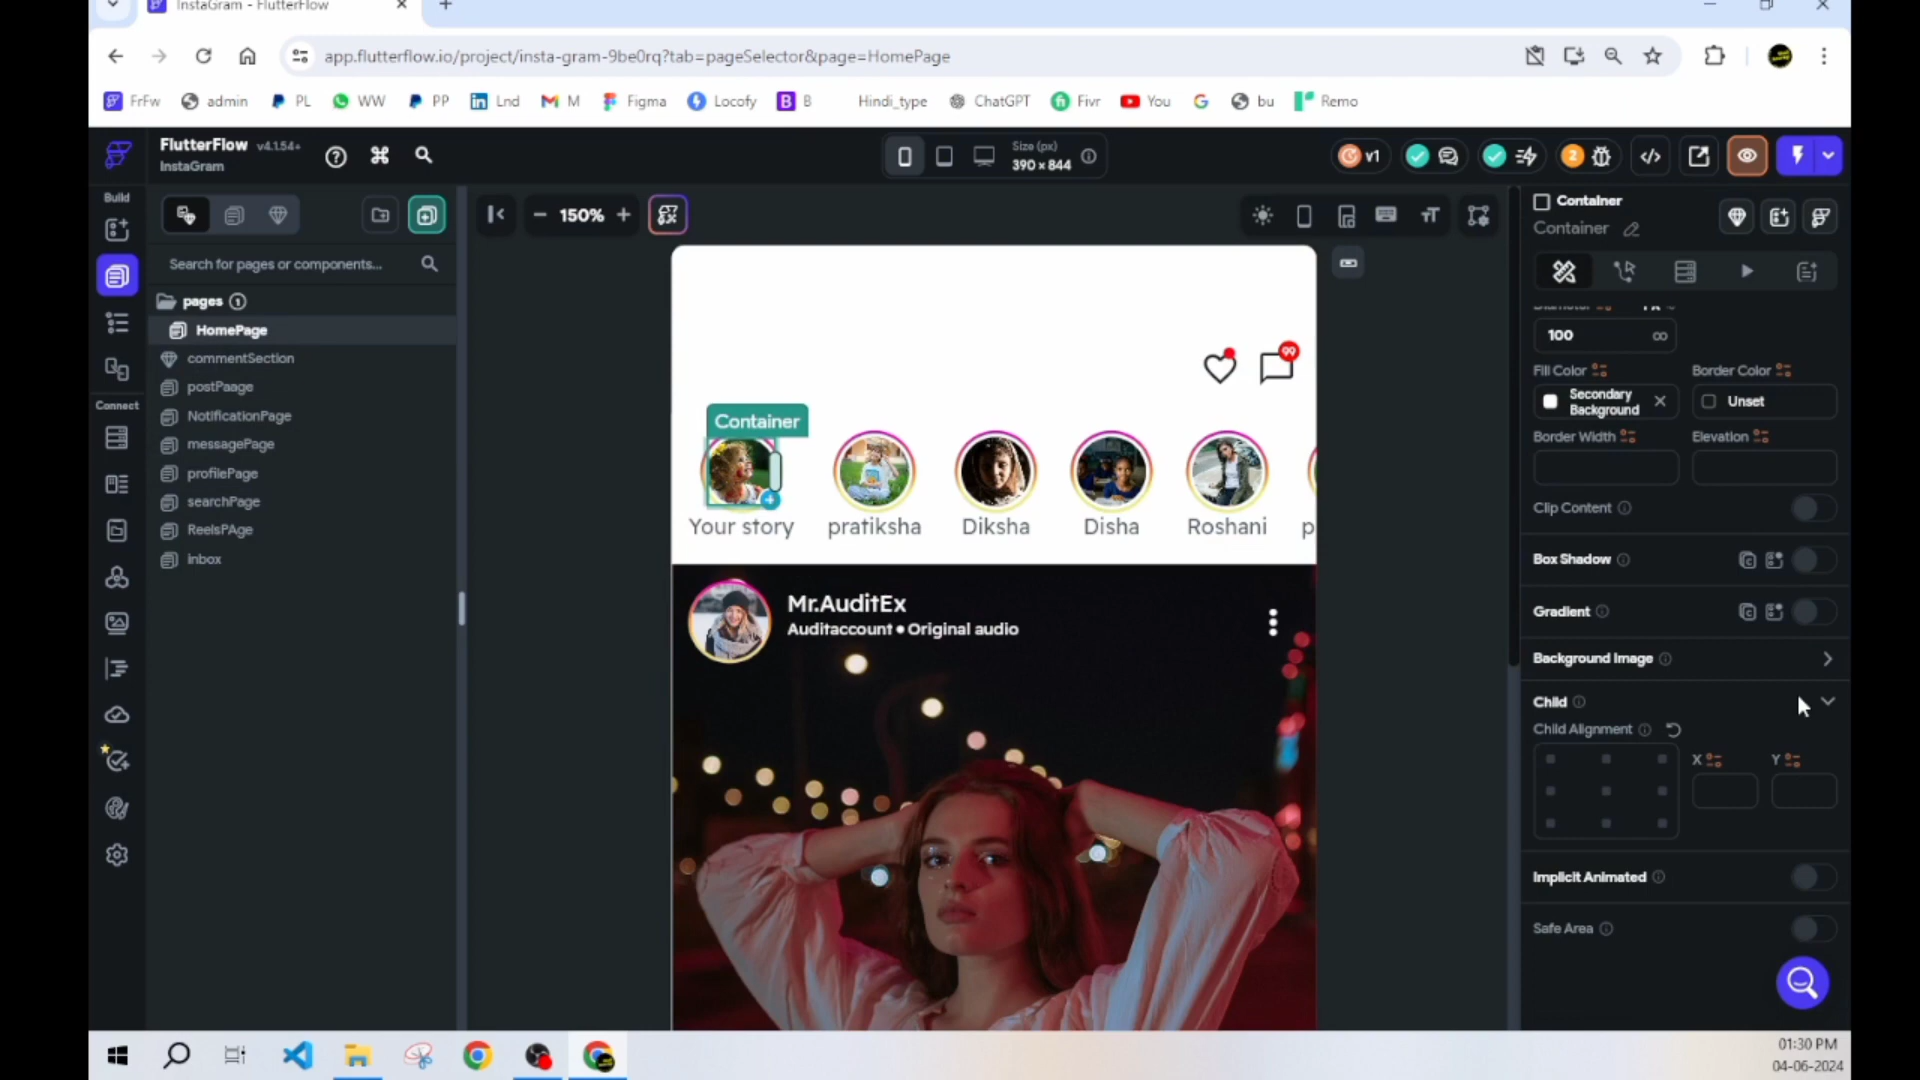 InstaGram - FlutterFlow
app.flutterflow.io/project/insta-gram-9be0rq?tab=pageSelector&page=HomePage
FrFw
admin
PL
WW
PP
Lnd
M
Figma
Locofy
B
Hindi_type
ChatGPT
Fivr
You
bu
Remo
FlutterFlow v4.1.54+
InstaGram
Size (px)
390 × 844
v1
2
Build
Connect
150%
Search for pages or components...
pages 1
HomePage
commentSection
postPaage
NotificationPage
messagePage
profilePage
searchPage
ReelsPAge
inbox
99
Container
Your story
pratiksha
Diksha
Disha
Roshani
p
Mr.AuditEx
Auditaccount • Original audio
Container
Container
100
Fill Color
Border Color
Secondary
Background
Unset
Border Width
Elevation
Clip Content
Box Shadow
Gradient
Background Image
Child
Child Alignment
X
Y
Implicit Animated
Safe Area
01:30 PM
04-06-2024